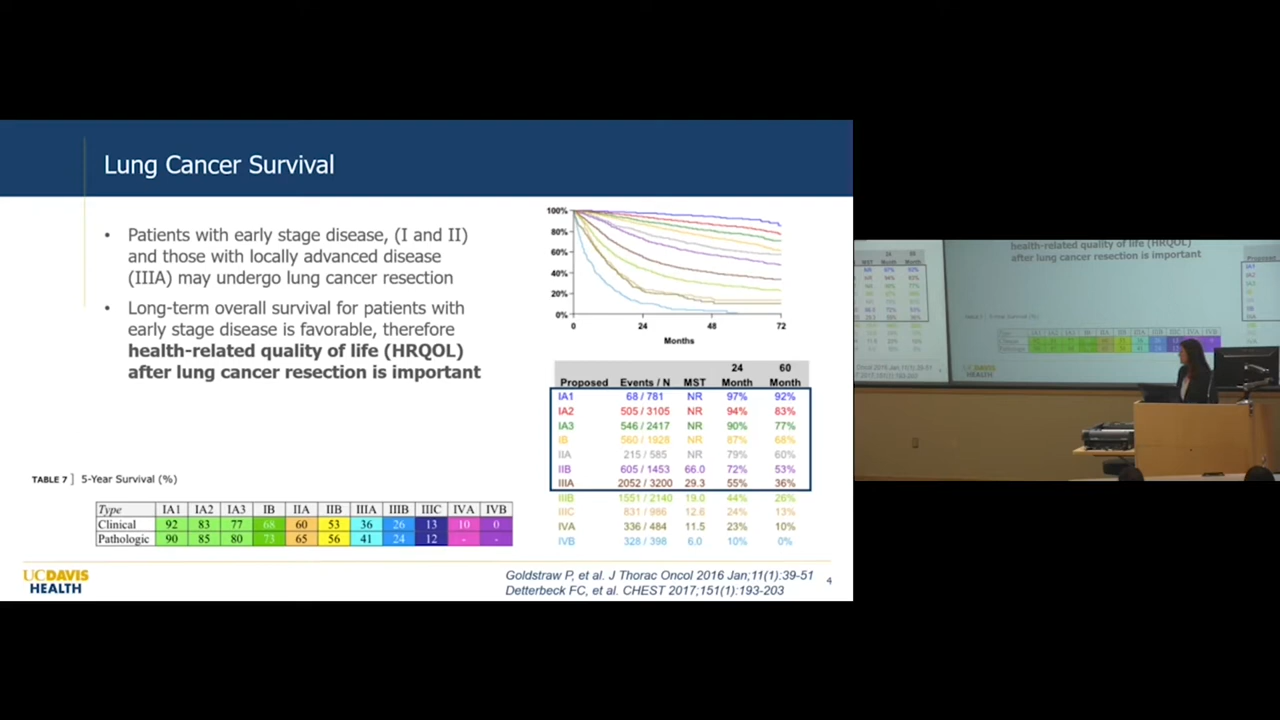 Lung Cancer Survival
• Patients with early stage disease, (I and II)
and those with locally advanced disease
(IIIA) may undergo lung cancer resection
• Long-term overall survival for patients with
early stage disease is favorable, therefore
health-related quality of life (HRQOL)
after lung cancer resection is important
TABLE 7 ] 5-Year Survival (%)
Type IA1 IA2 IA3 IB IIA IIB IIIA IIIB IIIC IVA IVB
Clinical 92 83 77 68 60 53 36 26 13 10 0
Pathologic 90 85 80 73 65 56 41 24 12 - -
100%
80%
60%
40%
20%
0%
0 24 48 72
Months
24 60
Proposed Events / N MST Month Month
IA1 68 / 781 NR 97% 92%
IA2 505 / 3105 NR 94% 83%
IA3 546 / 2417 NR 90% 77%
IB 560 / 1928 NR 87% 68%
IIA 215 / 585 NR 79% 60%
IIB 605 / 1453 66.0 72% 53%
IIIA 2052 / 3200 29.3 55% 36%
IIIB 1551 / 2140 19.0 44% 26%
IIIC 831 / 986 12.6 24% 13%
IVA 336 / 484 11.5 23% 10%
IVB 328 / 398 6.0 10% 0%
UCDAVIS
HEALTH
Goldstraw P, et al. J Thorac Oncol 2016 Jan;11(1):39-51
Detterbeck FC, et al. CHEST 2017;151(1):193-203
4
health-related quality of life (HRQOL)
after lung cancer resection is important
UCDAVIS
HEALTH